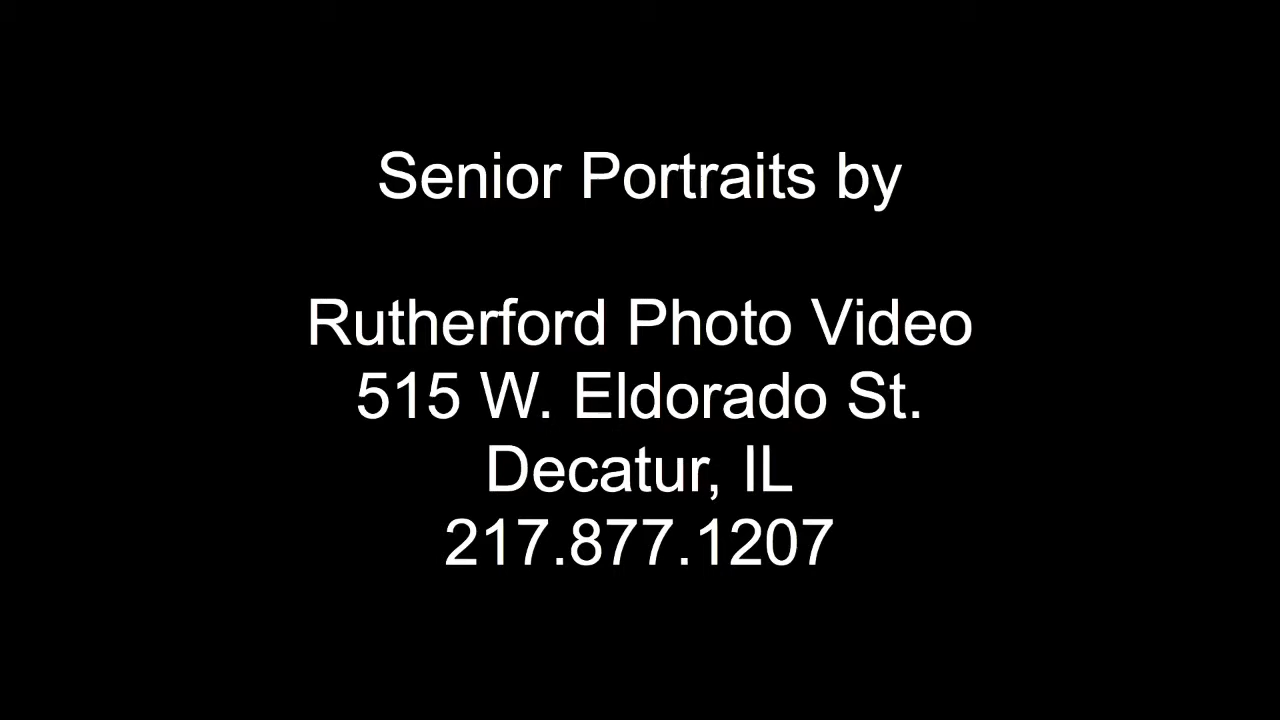 Senior Portraits by
Rutherford Photo Video
515 W. Eldorado St.
Decatur, IL
217.877.1207